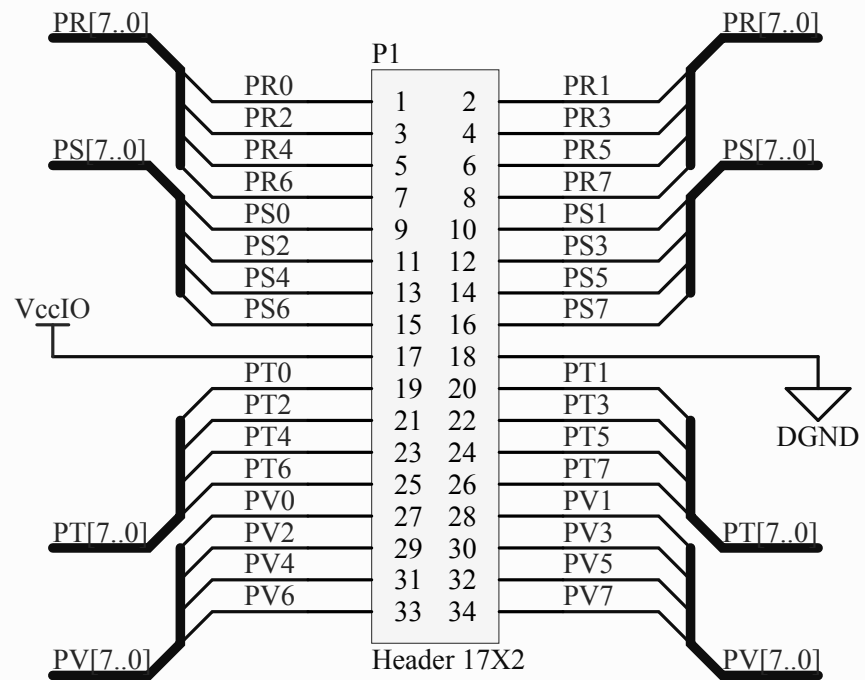 PR[7..0] PR[7..0]
P1
PR0 1 2 PR1
PR2 3 4 PR3
PR4 5 6 PR5
PS[7..0] PS[7..0]
PR6 7 8 PR7
PS0 9 10 PS1
PS2 11 12 PS3
PS4 13 14 PS5
PS6 15 16 PS7
VccIO
17 18
PT0 19 20 PT1
PT2 21 22 PT3
DGND
PT4 23 24 PT5
PT6 25 26 PT7
PV0 27 28 PV1
PT[7..0] PT[7..0]
PV2 29 30 PV3
PV4 31 32 PV5
PV6 33 34 PV7
PV[7..0] Header 17X2 PV[7..0]